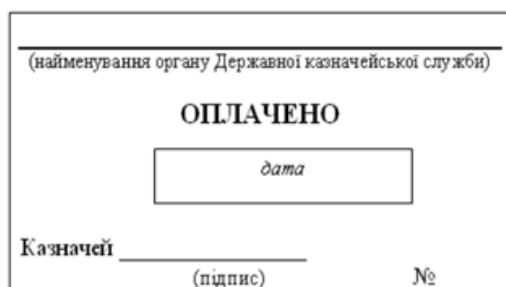 (найменування органу Державної казначейської служби)
ОПЛАЧЕНО
дата
Казначей
(підпис) №